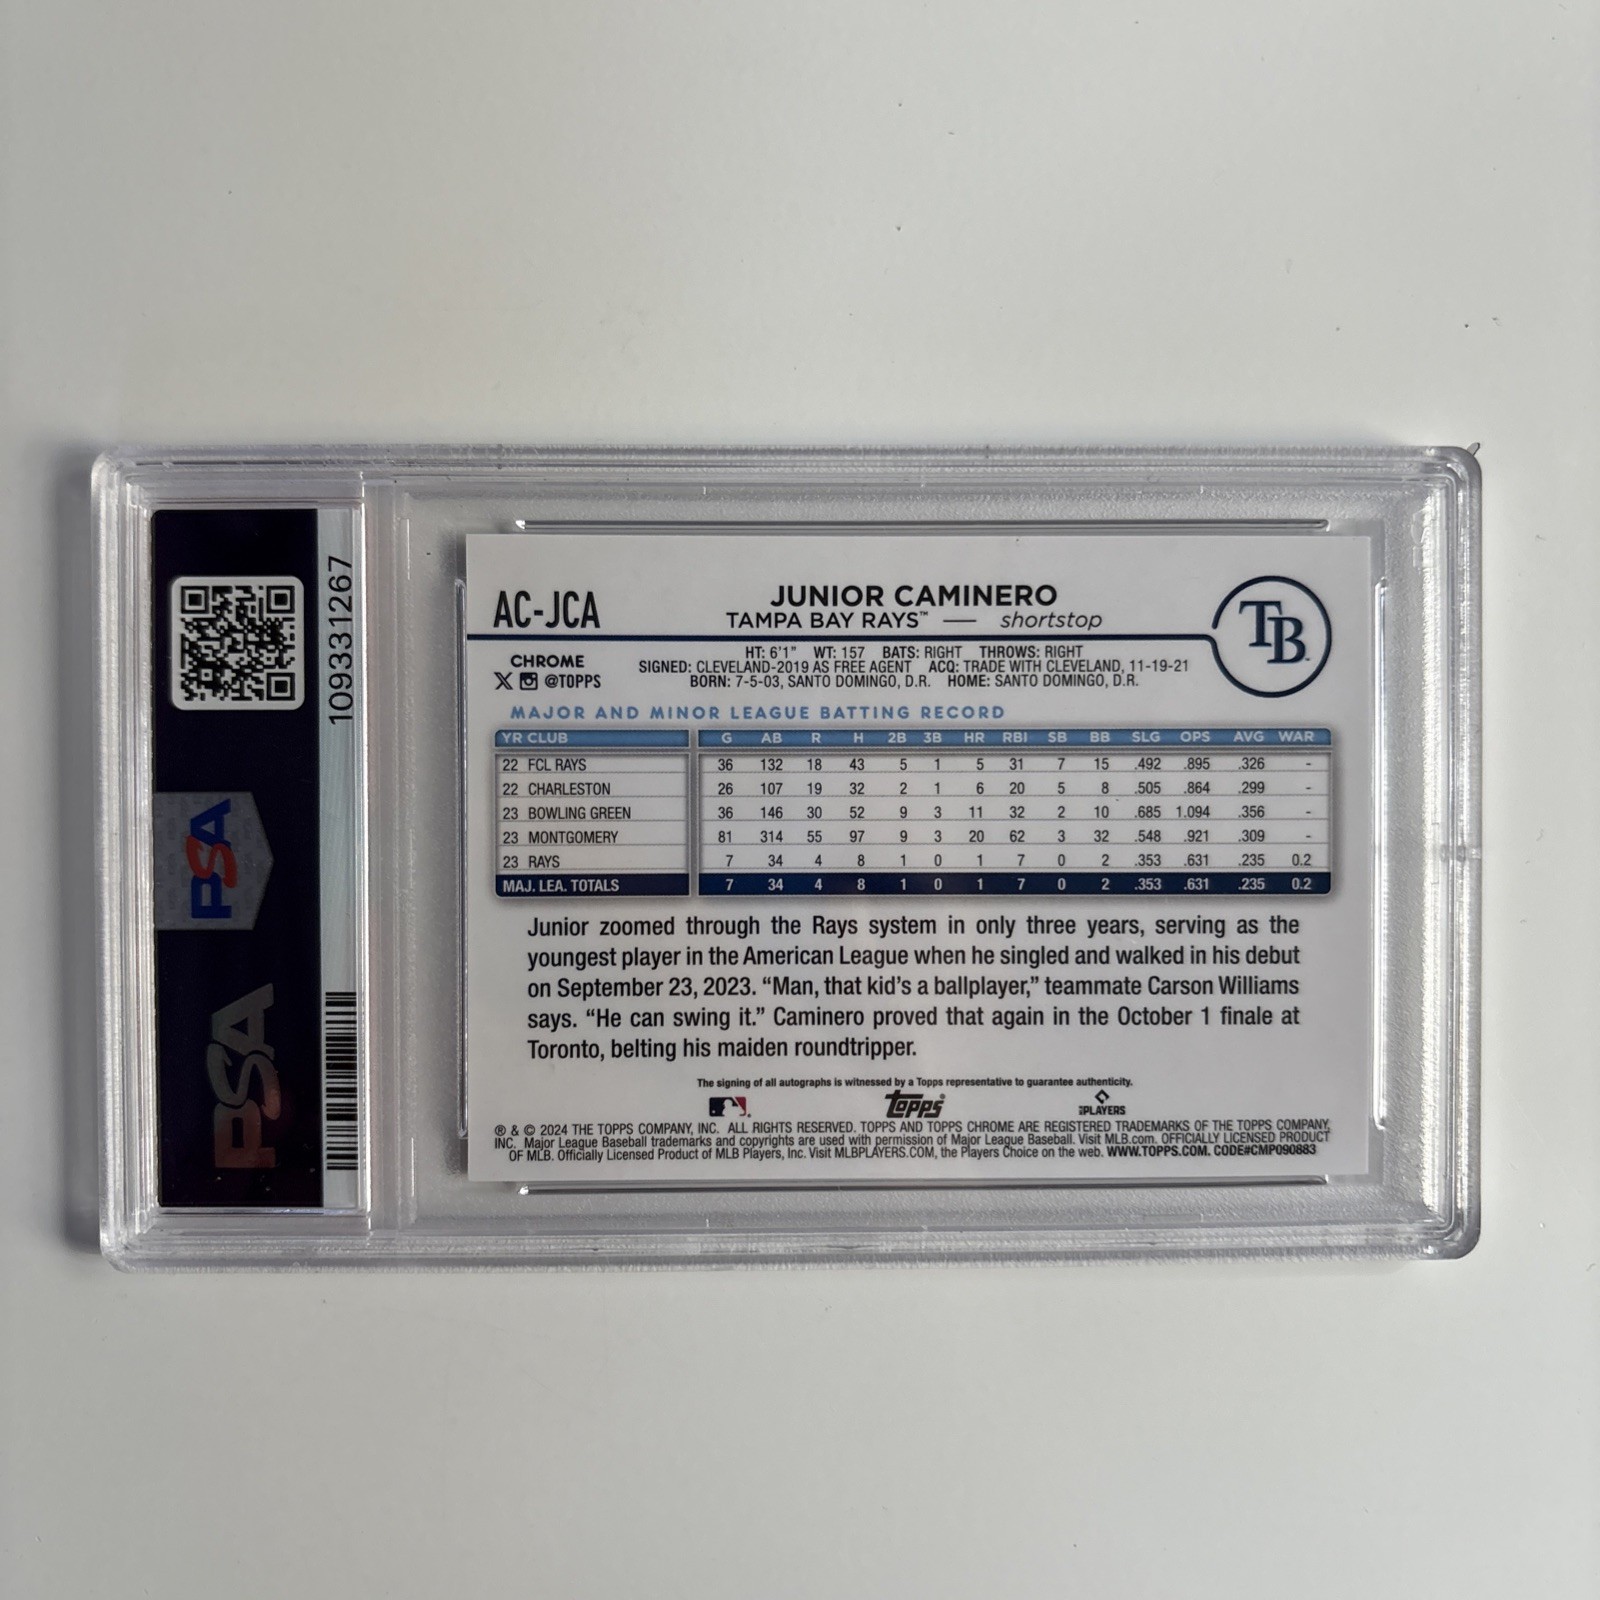 109331267
PSA
PSA
AC-JCA
JUNIOR CAMINERO
TAMPA BAY RAYS™ — shortstop
TB
CHROME
@TOPPS
HT: 6'1" WT: 157 BATS: RIGHT THROWS: RIGHT
SIGNED: CLEVELAND-2019 AS FREE AGENT ACQ: TRADE WITH CLEVELAND, 11-19-21
BORN: 7-5-03, SANTO DOMINGO, D.R. HOME: SANTO DOMINGO, D.R.
MAJOR AND MINOR LEAGUE BATTING RECORD
YR CLUB G AB R H 2B 3B HR RBI SB BB SLG OPS AVG WAR
22 FCL RAYS 36 132 18 43 5 1 5 31 7 15 .492 .895 .326 -
22 CHARLESTON 26 107 19 32 2 1 6 20 5 8 .505 .864 .299 -
23 BOWLING GREEN 36 146 30 52 9 3 11 32 2 10 .685 1.094 .356 -
23 MONTGOMERY 81 314 55 97 9 3 20 62 3 32 .548 .921 .309 -
23 RAYS 7 34 4 8 1 0 1 7 0 2 .353 .631 .235 0.2
MAJ. LEA. TOTALS 7 34 4 8 1 0 1 7 0 2 .353 .631 .235 0.2
Junior zoomed through the Rays system in only three years, serving as the
youngest player in the American League when he singled and walked in his debut
on September 23, 2023. “Man, that kid’s a ballplayer,” teammate Carson Williams
says. “He can swing it.” Caminero proved that again in the October 1 finale at
Toronto, belting his maiden roundtripper.
The signing of all autographs is witnessed by a Topps representative to guarantee authenticity.
Topps
PLAYERS
® & © 2024 THE TOPPS COMPANY, INC. ALL RIGHTS RESERVED. TOPPS AND TOPPS CHROME ARE REGISTERED TRADEMARKS OF THE TOPPS COMPANY,
INC. Major League Baseball trademarks and copyrights are used with permission of Major League Baseball. Visit MLB.com. OFFICIALLY LICENSED PRODUCT
OF MLB. Officially Licensed Product of MLB Players, Inc. Visit MLBPLAYERS.COM, the Players Choice on the web. WWW.TOPPS.COM. CODE#CMP090883